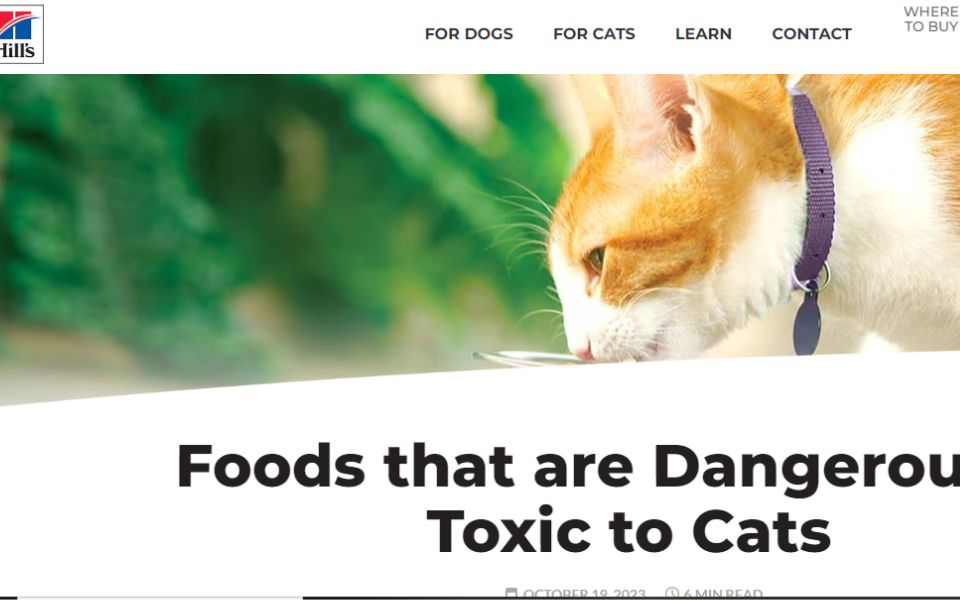 Hill's
FOR DOGS FOR CATS LEARN CONTACT
WHERE
TO BUY
Foods that are Dangerou
Toxic to Cats
OCTOBER 19, 2023 6 MIN READ